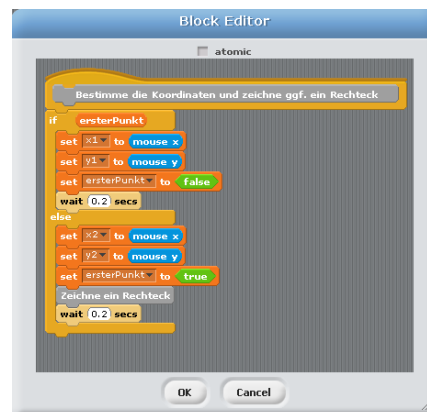 Block Editor
atomic
Bestimme die Koordinaten und zeichne ggf. ein Rechteck
if ersterPunkt
set x1 to mouse x
set y1 to mouse y
set ersterPunkt to false
wait 0.2 secs
else
set x2 to mouse x
set y2 to mouse y
set ersterPunkt to true
Zeichne ein Rechteck
wait 0.2 secs
OK Cancel